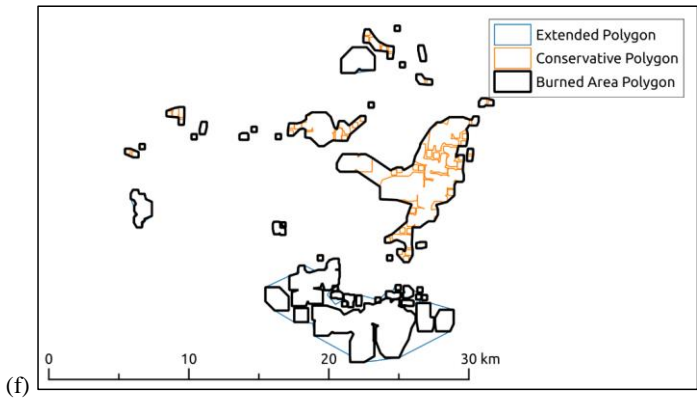 Extended Polygon
Conservative Polygon
Burned Area Polygon
0 10 20 30 km
(f)